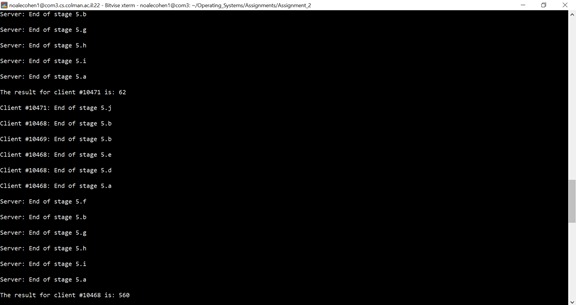 noalecohen1@com3.cs.colman.ac.il:22 - Bitvise xterm - noalecohen1@com3: ~/Operating_Systems/Assignments/Assignment_2
Server: End of stage 5.b
Server: End of stage 5.g
Server: End of stage 5.h
Server: End of stage 5.i
Server: End of stage 5.a
The result for client #10471 is: 62
Client #10471: End of stage 5.j
Client #10468: End of stage 5.b
Client #10469: End of stage 5.b
Client #10468: End of stage 5.e
Client #10468: End of stage 5.d
Client #10468: End of stage 5.a
Server: End of stage 5.f
Server: End of stage 5.b
Server: End of stage 5.g
Server: End of stage 5.h
Server: End of stage 5.i
Server: End of stage 5.a
The result for client #10468 is: 560